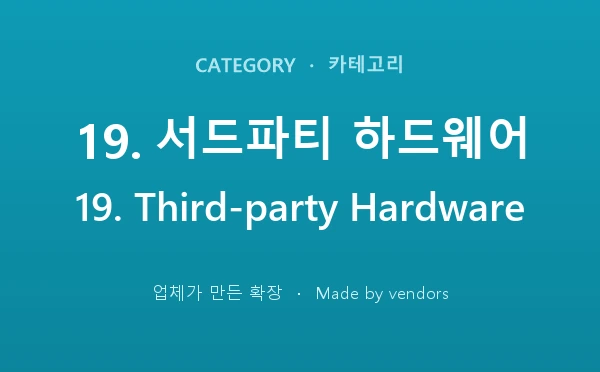 CATEGORY · 카테고리
19. 서드파티 하드웨어
19. Third-party Hardware
업체가 만든 확장 · Made by vendors